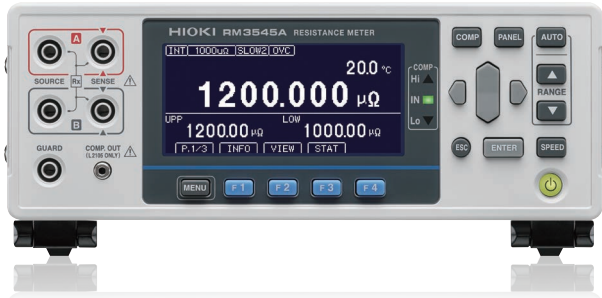 HIOKI RM3545A RESISTANCE METER
INT 1000uΩ SLOW2 OVC
20.0 °C
1200.000 μΩ
UPP LOW
1200.00 μΩ 1000.00 μΩ
P.1/3 INFO VIEW STAT
MENU F1 F2 F3 F4
A
SOURCE Rx SENSE
B
GUARD COMP. OUT
(L2105 ONLY)
COMP
Hi
IN
Lo
COMP PANEL AUTO
RANGE
ESC ENTER SPEED